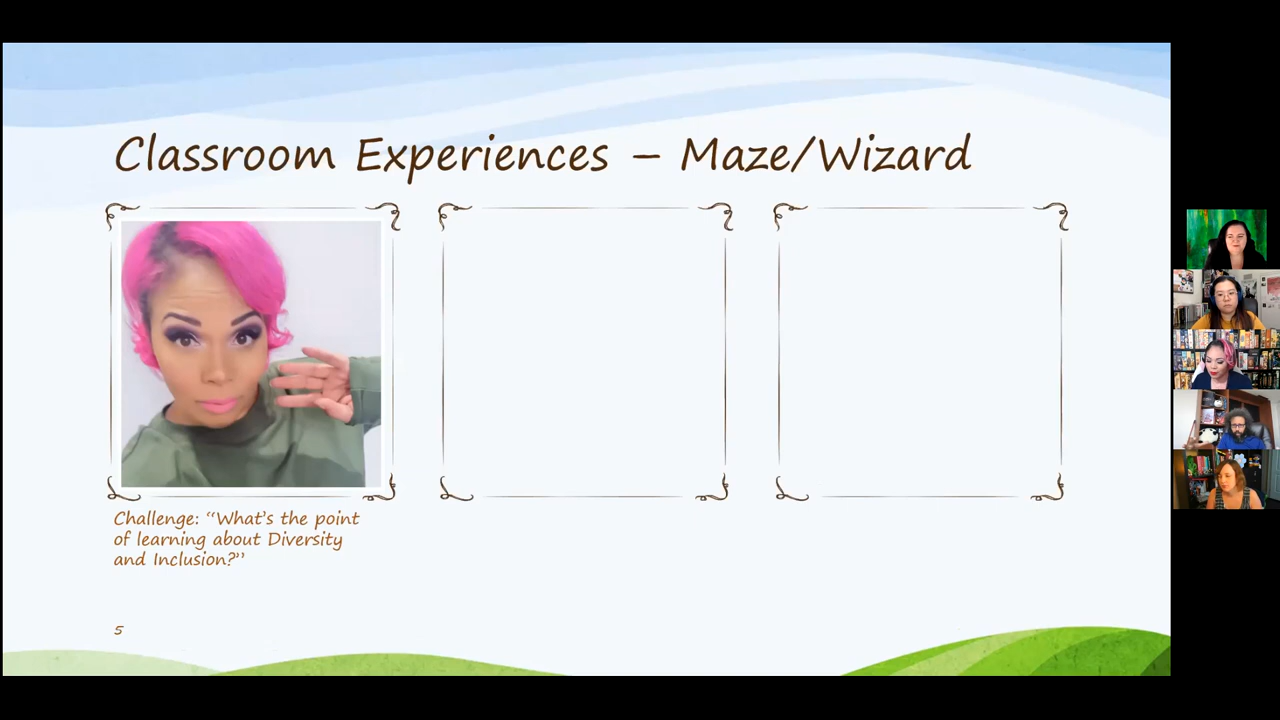 Classroom Experiences – Maze/Wizard
Challenge: “What’s the point
of learning about Diversity
and Inclusion?”
5